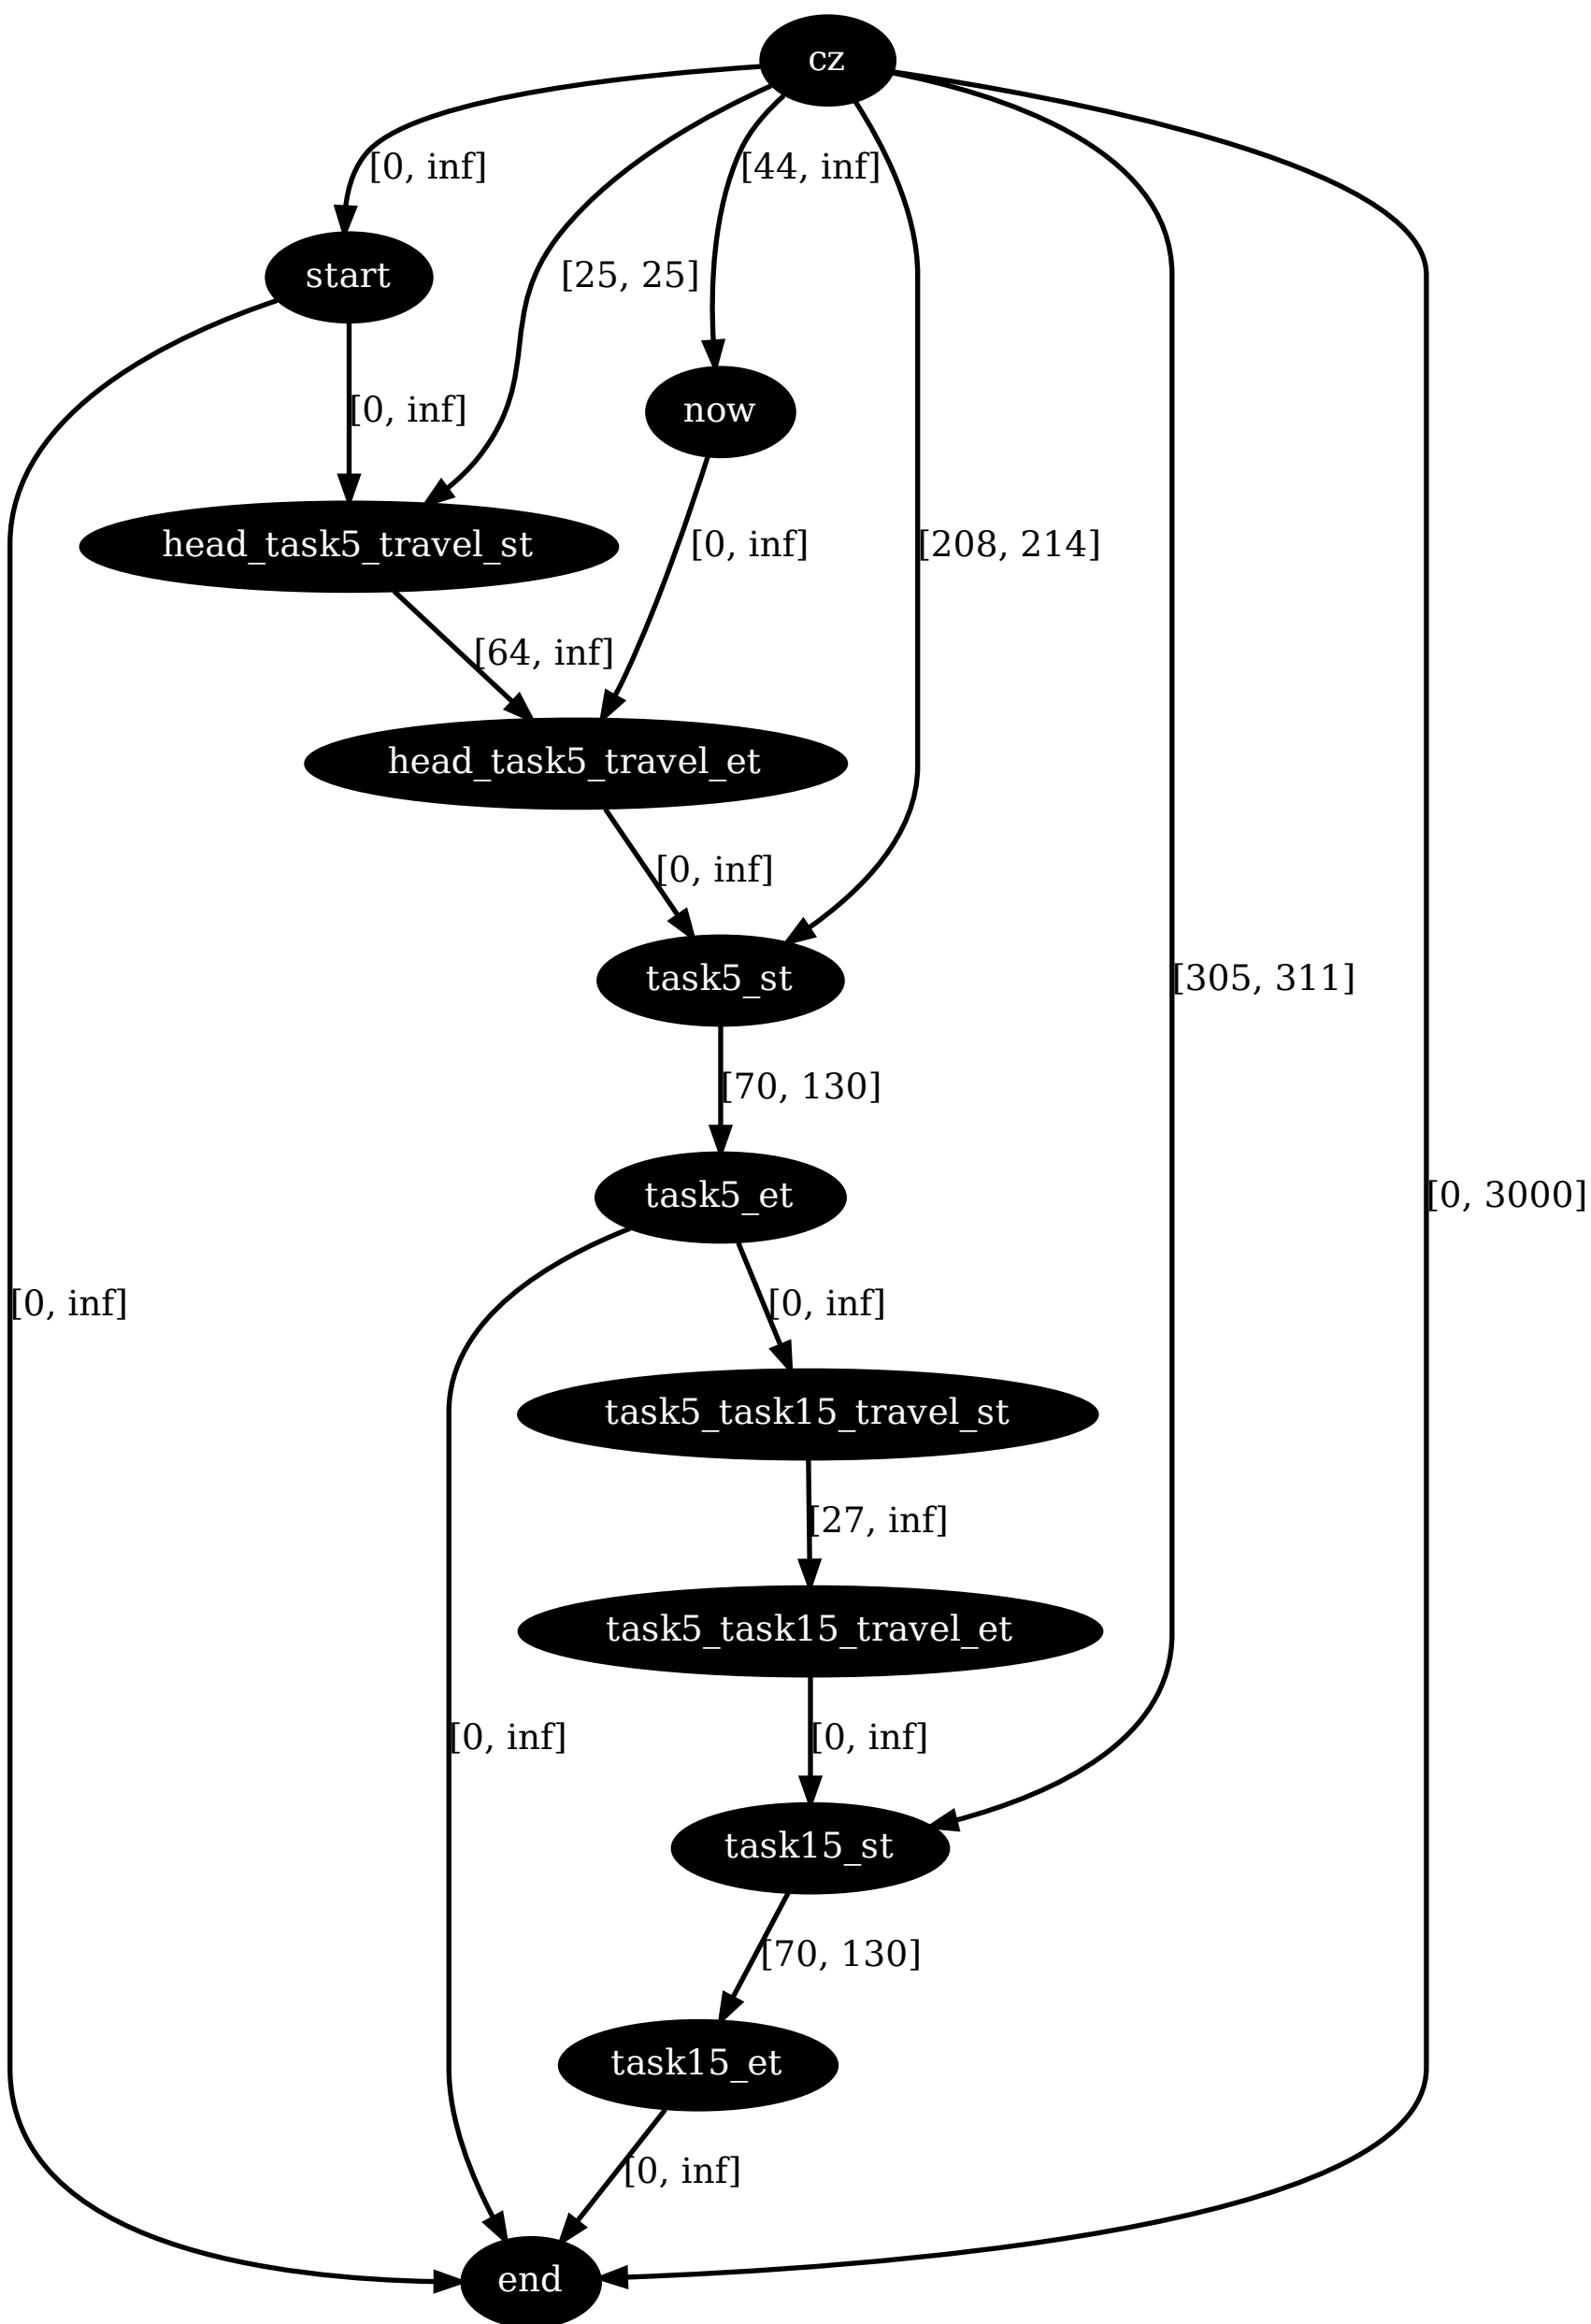 cz
[0, inf]
[44, inf]
start
[25, 25]
now
[0, inf]
head_task5_travel_st
[0, inf]
[208, 214]
[64, inf]
head_task5_travel_et
[0, inf]
task5_st
[305, 311]
[70, 130]
task5_et
[0, 3000]
[0, inf]
[0, inf]
task5_task15_travel_st
[27, inf]
task5_task15_travel_et
[0, inf]
[0, inf]
task15_st
[70, 130]
task15_et
[0, inf]
end